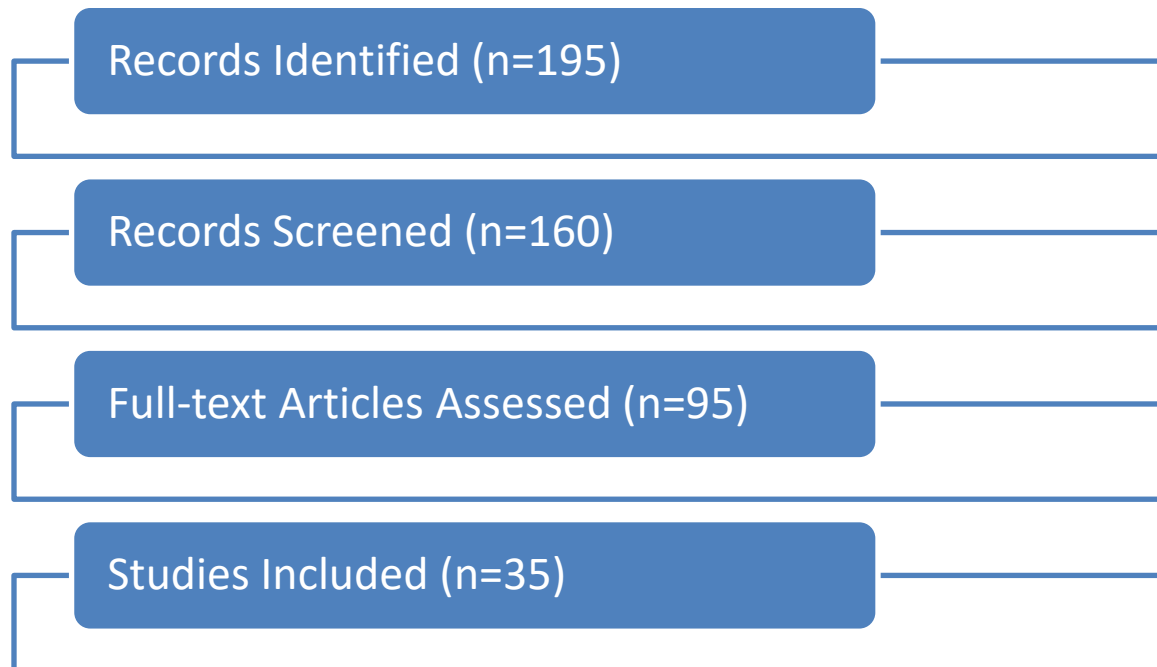 Records Identified (n=195)
Records Screened (n=160)
Full-text Articles Assessed (n=95)
Studies Included (n=35)